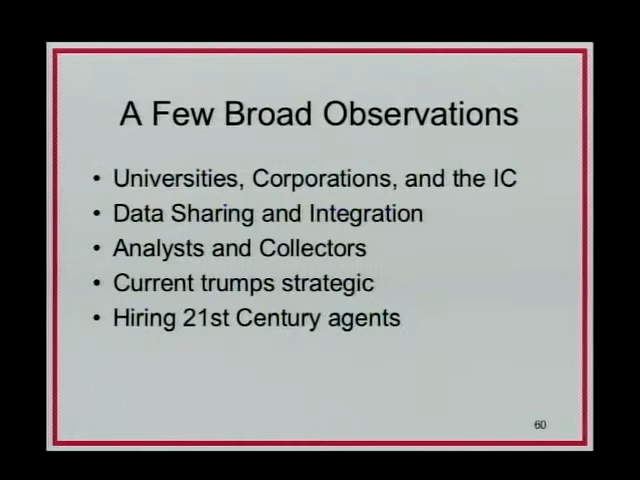 A Few Broad Observations
• Universities, Corporations, and the IC
• Data Sharing and Integration
• Analysts and Collectors
• Current trumps strategic
• Hiring 21st Century agents
60